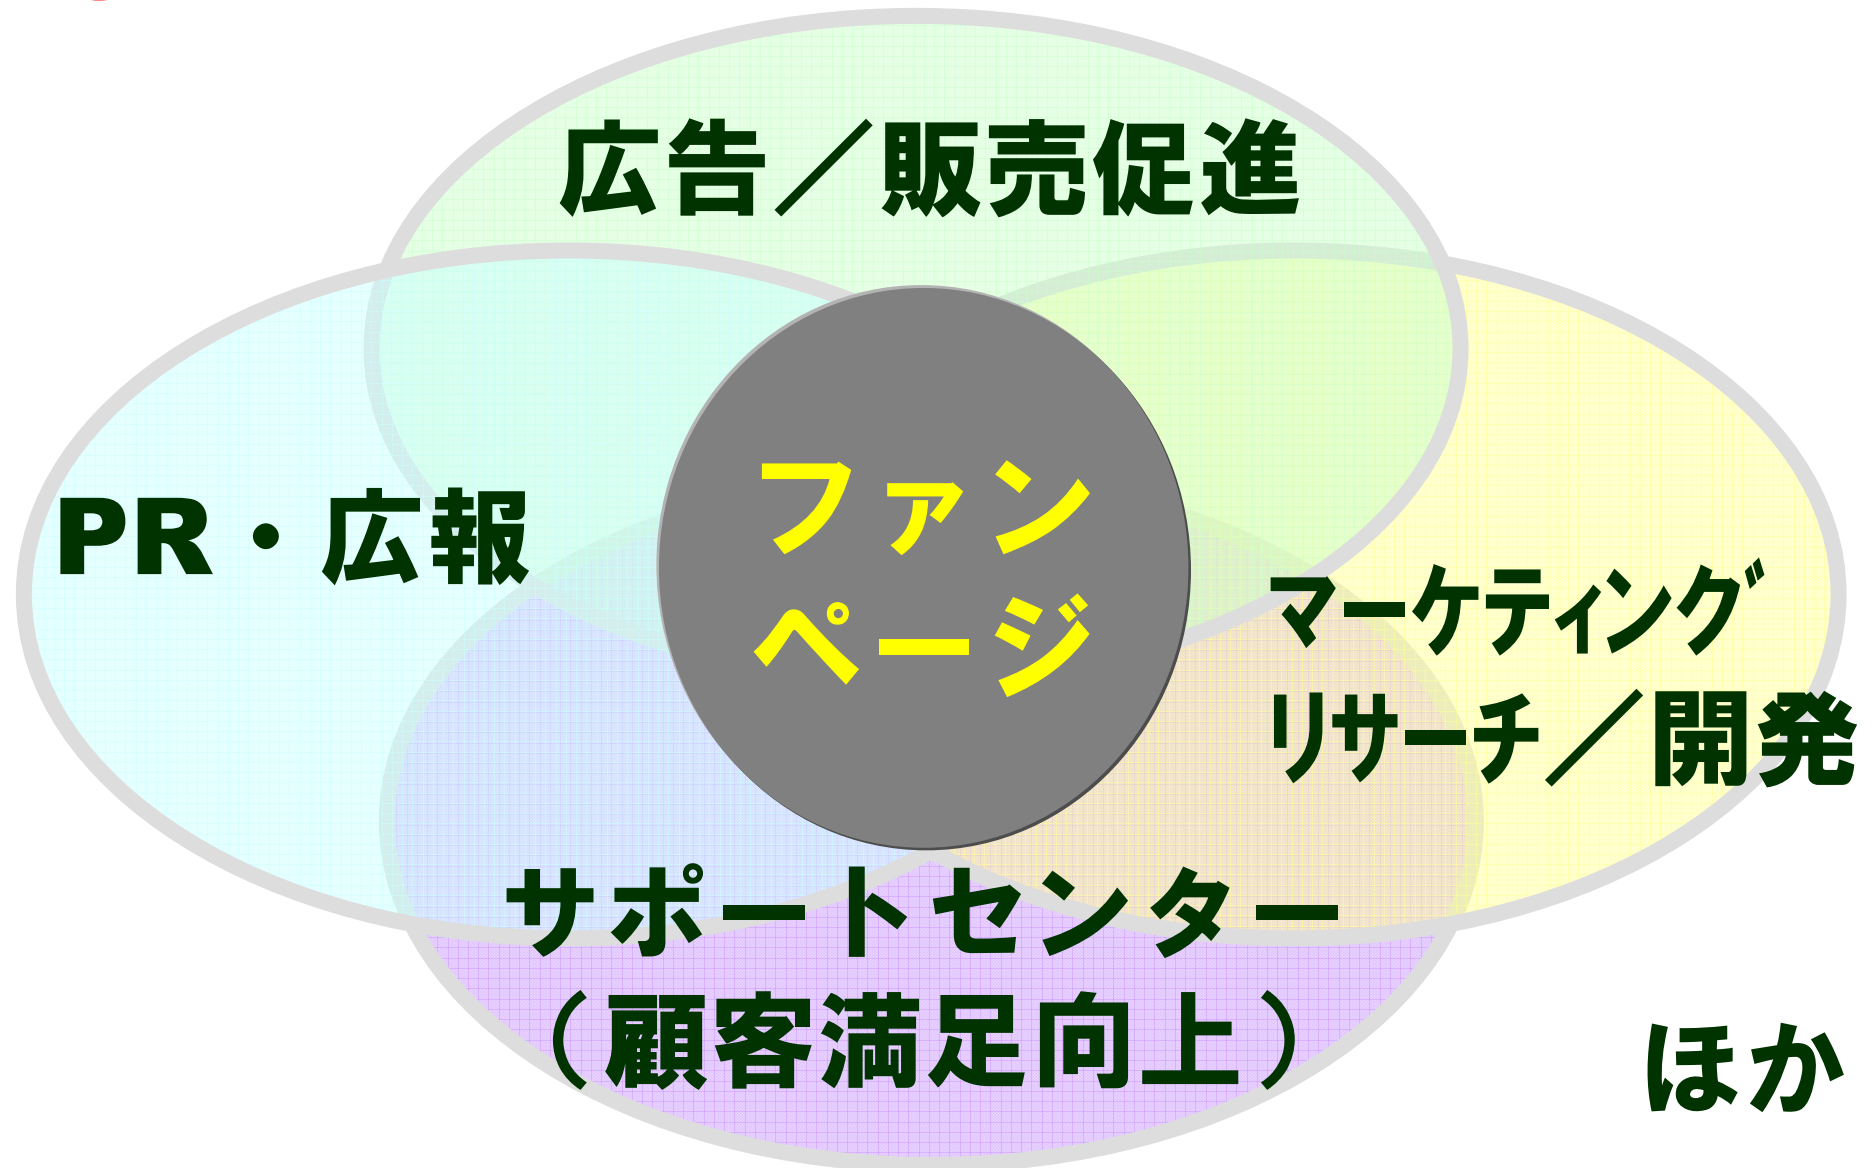 広告／販売促進
PR・広報
ファン
ページ
マーケティング
リサーチ／開発
サポートセンター
（顧客満足向上）
ほか